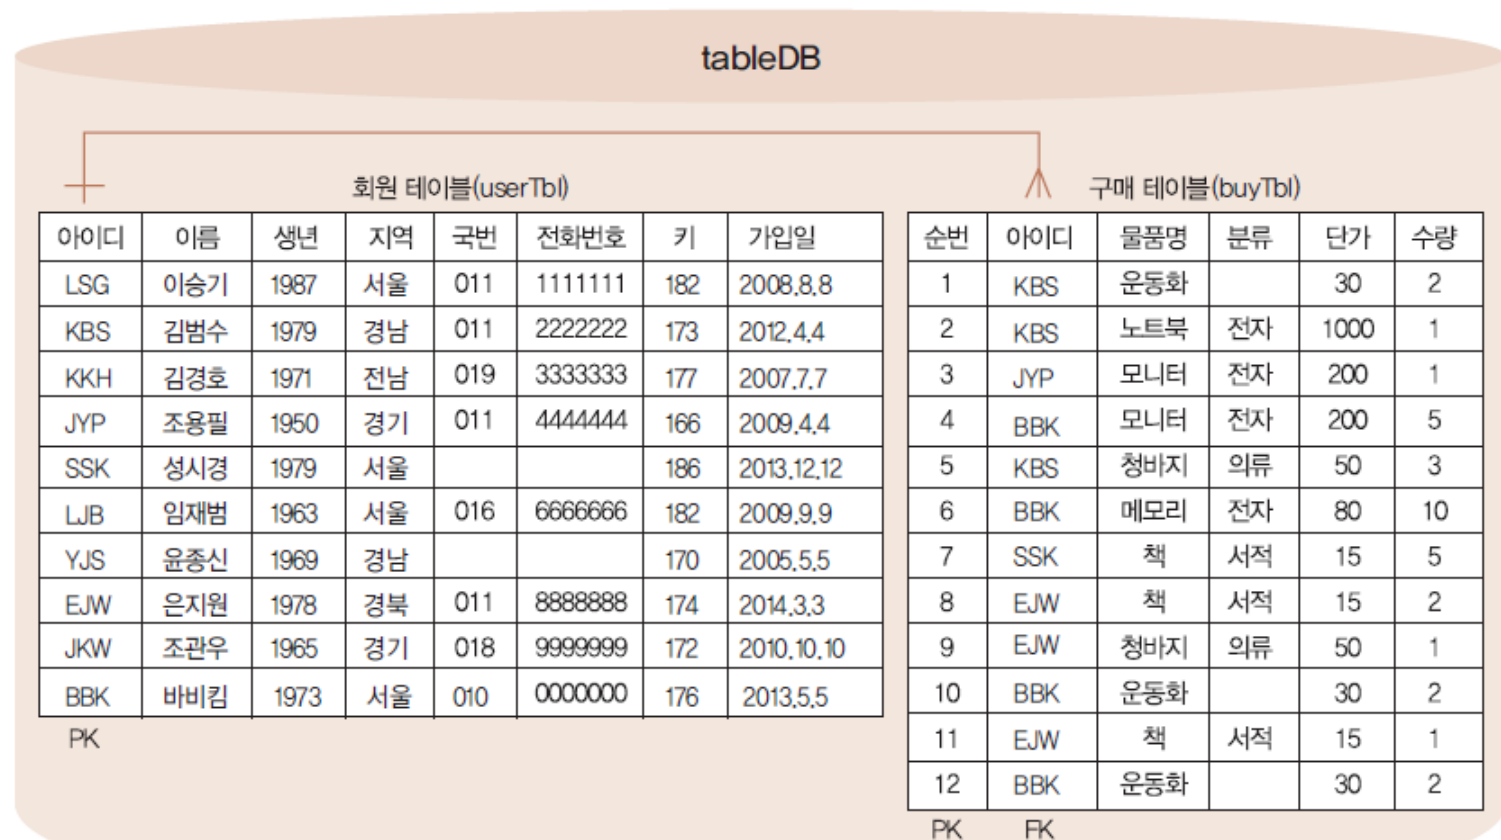 tableDB
회원 테이블(userTbl)
아이디 이름 생년 지역 국번 전화번호 키 가입일
LSG 이승기 1987 서울 011 1111111 182 2008.8.8
KBS 김범수 1979 경남 011 2222222 173 2012.4.4
KKH 김경호 1971 전남 019 3333333 177 2007.7.7
JYP 조용필 1950 경기 011 4444444 166 2009.4.4
SSK 성시경 1979 서울 186 2013.12.12
LJB 임재범 1963 서울 016 6666666 182 2009.9.9
YJS 윤종신 1969 경남 170 2005.5.5
EJW 은지원 1978 경북 011 8888888 174 2014.3.3
JKW 조관우 1965 경기 018 9999999 172 2010.10.10
BBK 바비킴 1973 서울 010 0000000 176 2013.5.5
PK
구매 테이블(buyTbl)
순번 아이디 물품명 분류 단가 수량
1 KBS 운동화 30 2
2 KBS 노트북 전자 1000 1
3 JYP 모니터 전자 200 1
4 BBK 모니터 전자 200 5
5 KBS 청바지 의류 50 3
6 BBK 메모리 전자 80 10
7 SSK 책 서적 15 5
8 EJW 책 서적 15 2
9 EJW 청바지 의류 50 1
10 BBK 운동화 30 2
11 EJW 책 서적 15 1
12 BBK 운동화 30 2
PK FK